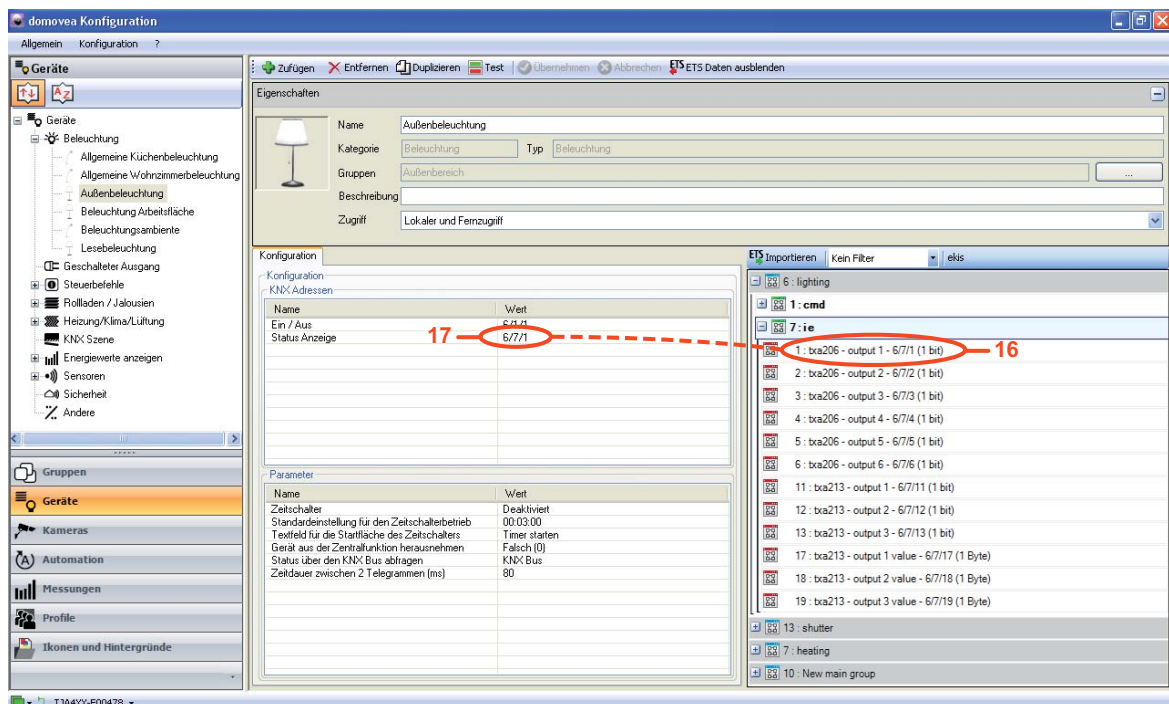 domovea Konfiguration
Allgemein Konfiguration ?
Geräte
Zufügen Entfernen Duplizieren Test Übernehmen Abbrechen ETS ETS Daten ausblenden
Eigenschaften
Name Außenbeleuchtung
Kategorie Beleuchtung Typ Beleuchtung
Gruppen Außenbereich ...
Beschreibung
Zugriff Lokaler und Fernzugriff
Geräte
Beleuchtung
Allgemeine Küchenbeleuchtung
Allgemeine Wohnzimmerbeleuchtung
Außenbeleuchtung
Beleuchtung Arbeitsfläche
Beleuchtungsambiente
Lesebeleuchtung
Geschalteter Ausgang
Steuerbefehle
Rollladen / Jalousien
Heizung/Klima/Lüftung
KNX Szene
Energiewerte anzeigen
Sensoren
Sicherheit
Andere
Gruppen
Geräte
Kameras
Automation
Messungen
Profile
Ikonen und Hintergründe
Konfiguration
Konfiguration
KNX Adressen
Name Wert
Ein / Aus 6/1/1
Status Anzeige 17 6/7/1
Parameter
Name Wert
Zeitschalter Deaktiviert
Standardeinstellung für den Zeitschalterbetrieb 00:03:00
Textfeld für die Startfläche des Zeitschalters Timer starten
Gerät aus der Zentralfunktion herausnehmen Falsch (0)
Status über den KNX Bus abfragen KNX Bus
Zeitdauer zwischen 2 Telegrammen (ms) 80
ETS Importieren Kein Filter ekis
6 : lighting
1 : cmd
7 : ie
1 : txa206 - output 1 - 6/7/1 (1 bit) 16
2 : txa206 - output 2 - 6/7/2 (1 bit)
3 : txa206 - output 3 - 6/7/3 (1 bit)
4 : txa206 - output 4 - 6/7/4 (1 bit)
5 : txa206 - output 5 - 6/7/5 (1 bit)
6 : txa206 - output 6 - 6/7/6 (1 bit)
11 : txa213 - output 1 - 6/7/11 (1 bit)
12 : txa213 - output 2 - 6/7/12 (1 bit)
13 : txa213 - output 3 - 6/7/13 (1 bit)
17 : txa213 - output 1 value - 6/7/17 (1 Byte)
18 : txa213 - output 2 value - 6/7/18 (1 Byte)
19 : txa213 - output 3 value - 6/7/19 (1 Byte)
13 : shutter
7 : heating
10 : New main group
TJA4XX-E00478